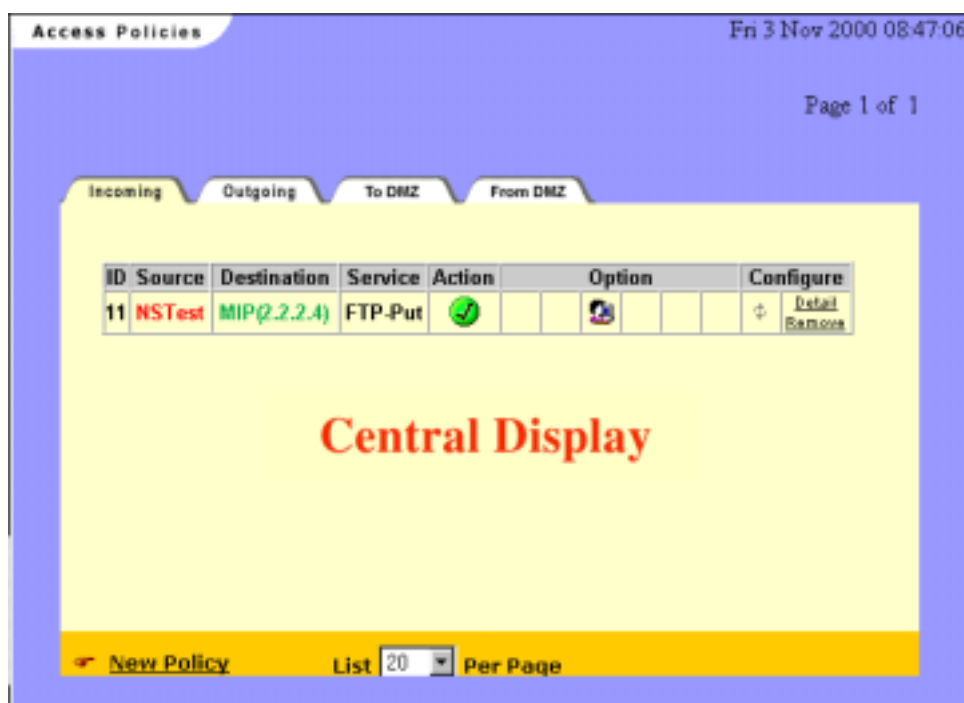 Access Policies
Fri 3 Nov 2000 08:47:06
Page 1 of 1
Incoming Outgoing To DMZ From DMZ
ID Source Destination Service Action Option Configure
11 NSTest MIP(2.2.2.4) FTP-Put Detail
Remove
Central Display
New Policy List 20 Per Page